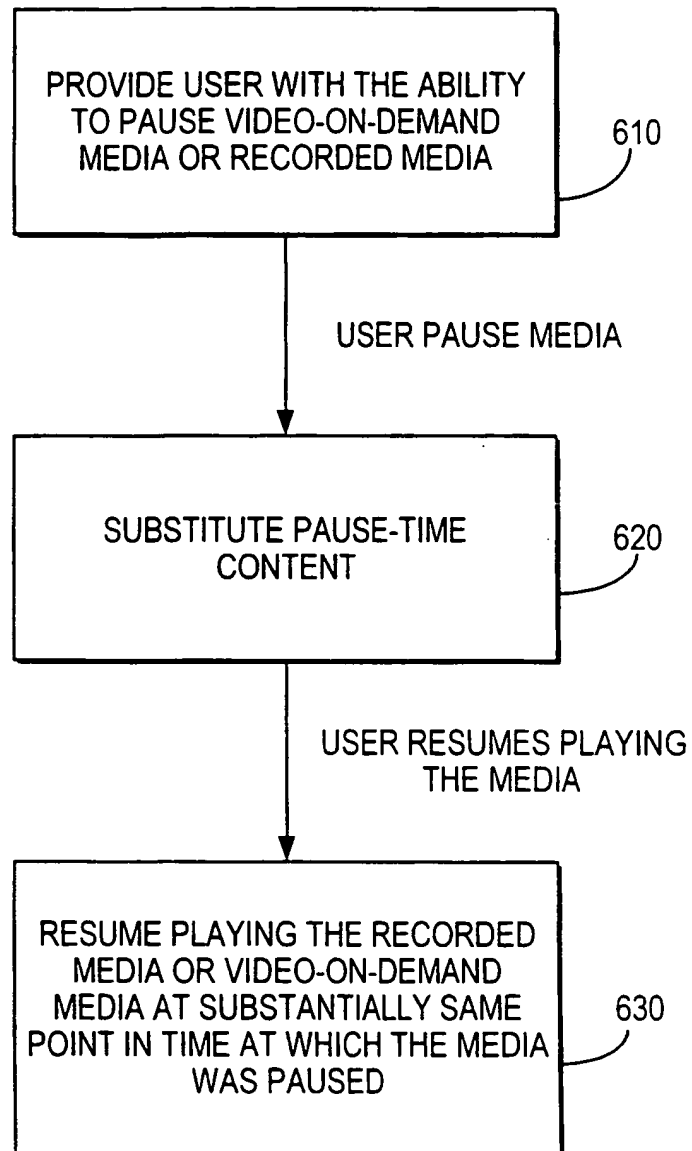 PROVIDE USER WITH THE ABILITY
TO PAUSE VIDEO-ON-DEMAND
MEDIA OR RECORDED MEDIA
610
USER PAUSE MEDIA
SUBSTITUTE PAUSE-TIME
CONTENT
620
USER RESUMES PLAYING
THE MEDIA
RESUME PLAYING THE RECORDED
MEDIA OR VIDEO-ON-DEMAND
MEDIA AT SUBSTANTIALLY SAME
POINT IN TIME AT WHICH THE MEDIA
WAS PAUSED
630